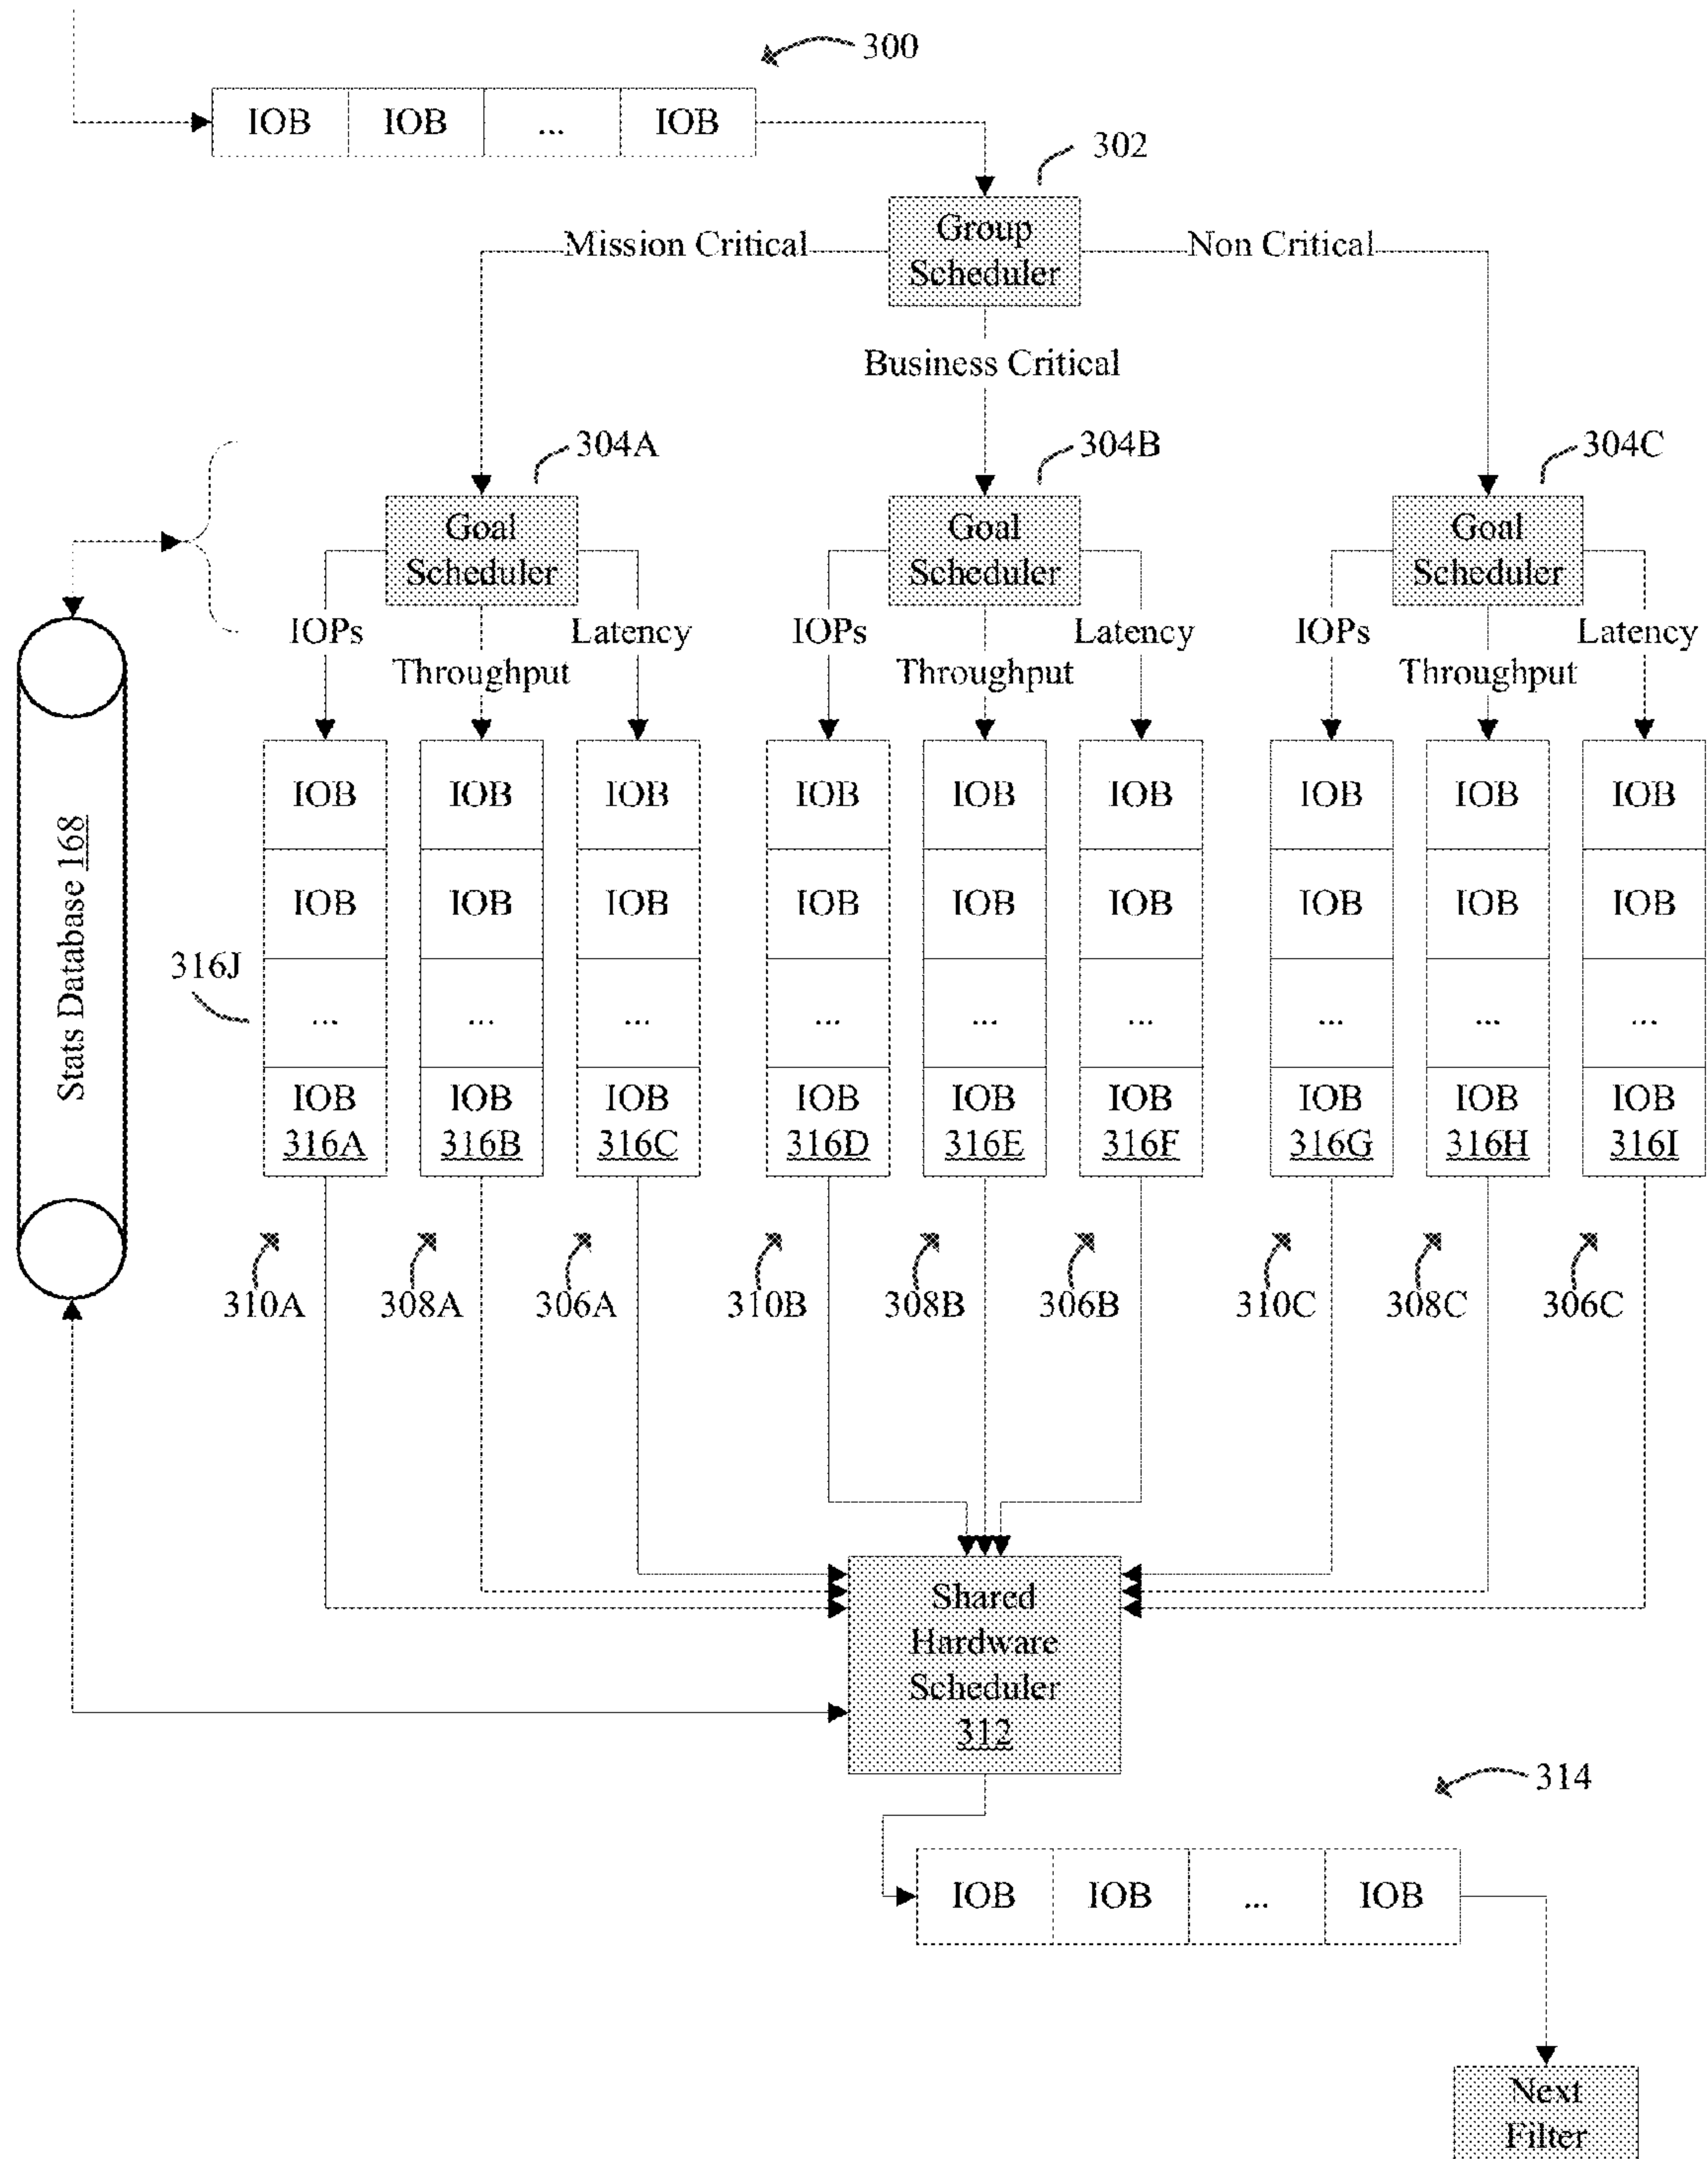 300
IOB IOB ... IOB
302
Group
Scheduler
Mission Critical
Non Critical
Business Critical
304A
304B
304C
Goal
Scheduler
Goal
Scheduler
Goal
Scheduler
IOPs
Latency
IOPs
Latency
IOPs
Latency
Throughput
Throughput
Throughput
Stats Database 168
IOB IOB IOB IOB IOB IOB IOB IOB IOB
IOB IOB IOB IOB IOB IOB IOB IOB IOB
316J
... ... ... ... ... ... ... ... ...
IOB IOB IOB IOB IOB IOB IOB IOB IOB
316A 316B 316C 316D 316E 316F 316G 316H 316I
310A 308A 306A 310B 308B 306B 310C 308C 306C
Shared
Hardware
Scheduler
312
314
IOB IOB ... IOB
Next
Filter